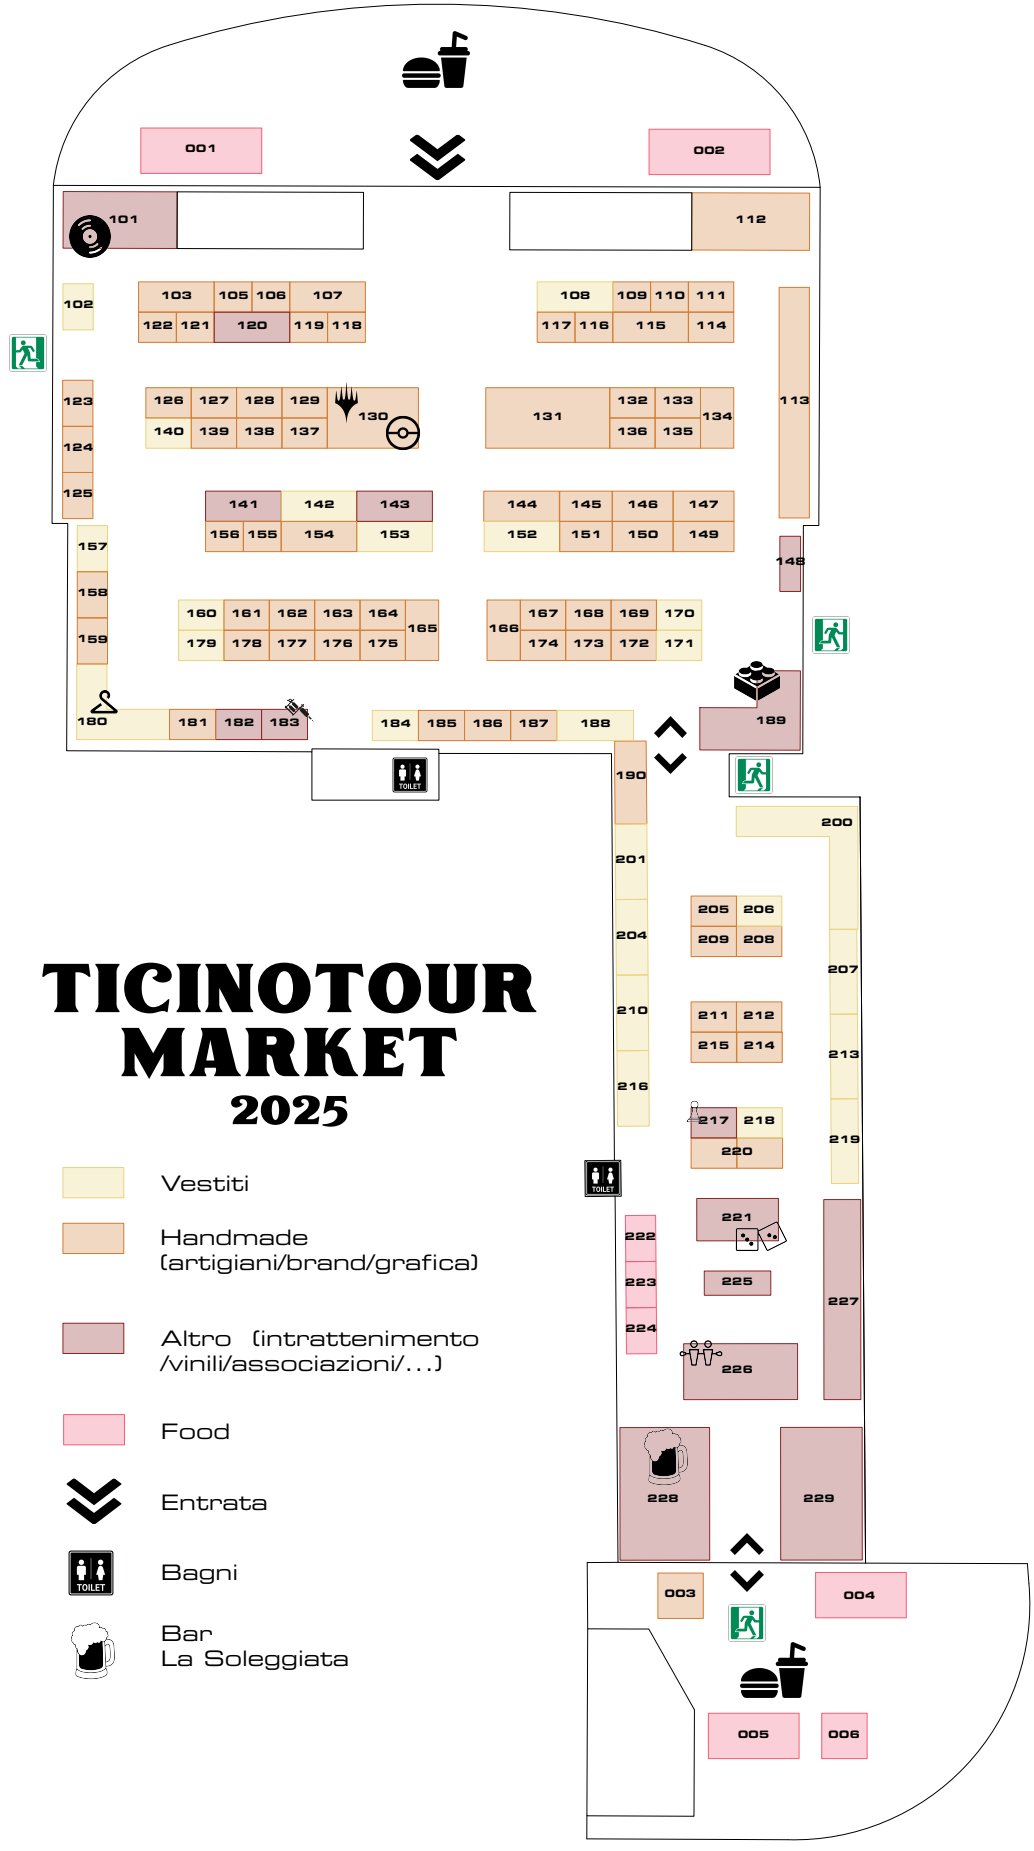 001
002
101
112
102
103 105 106 107
108 109 110 111
122 121 120 119 118
117 116 115 114
113
123
126 127 128 129
130
131
132 133
134
140 139 138 137
136 135
124
125
141 142 143
144 145 146 147
156 155 154 153
152 151 150 149
157
148
158
160 161 162 163 164
165
166
167 168 169 170
159
179 178 177 176 175
174 173 172 171
180 181 182 183
184 185 186 187 188
189
190
200
201
205 206
204
209 208
207
210
211 212
215 214
213
216
217 218
219
220
221
222
223
225
224
227
226
228
229
003
004
005
006
TICINOTOUR
MARKET
2025
Vestiti
Handmade
(artigiani/brand/grafica)
Altro (intrattenimento
/vinili/associazioni/...)
Food
Entrata
TOILET
Bagni
Bar
La Soleggiata
TOILET
TOILET